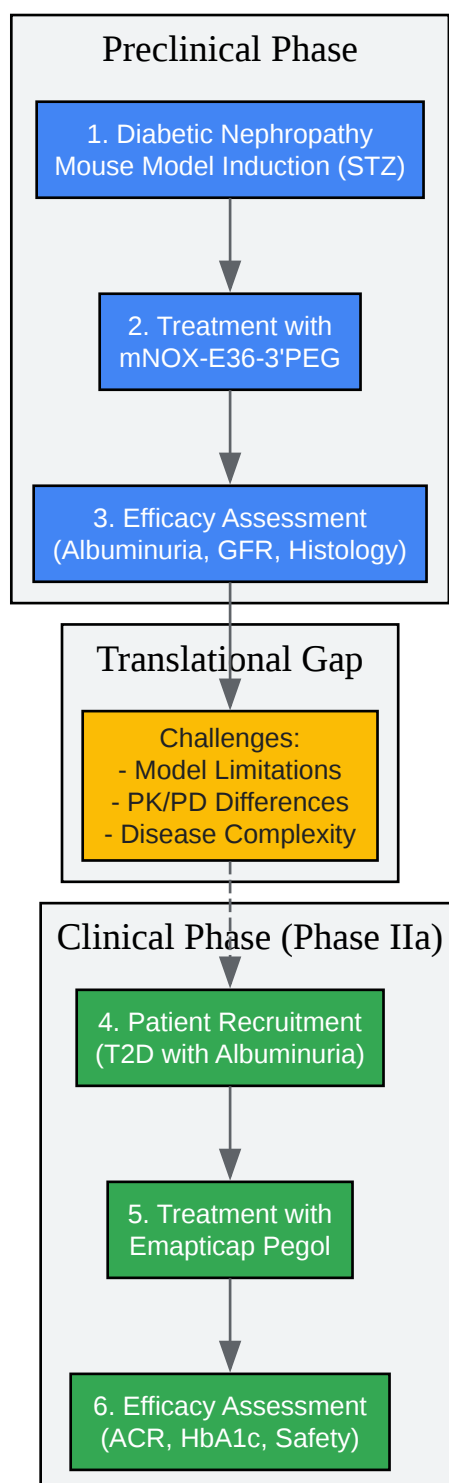 Preclinical Phase
1. Diabetic Nephropathy
Mouse Model Induction (STZ)
2. Treatment with
mNOX-E36-3'PEG
3. Efficacy Assessment
(Albuminuria, GFR, Histology)
Translational Gap
Challenges:
- Model Limitations
- PK/PD Differences
- Disease Complexity
Clinical Phase (Phase IIa)
4. Patient Recruitment
(T2D with Albuminuria)
5. Treatment with
Emapticap Pegol
6. Efficacy Assessment
(ACR, HbA1c, Safety)